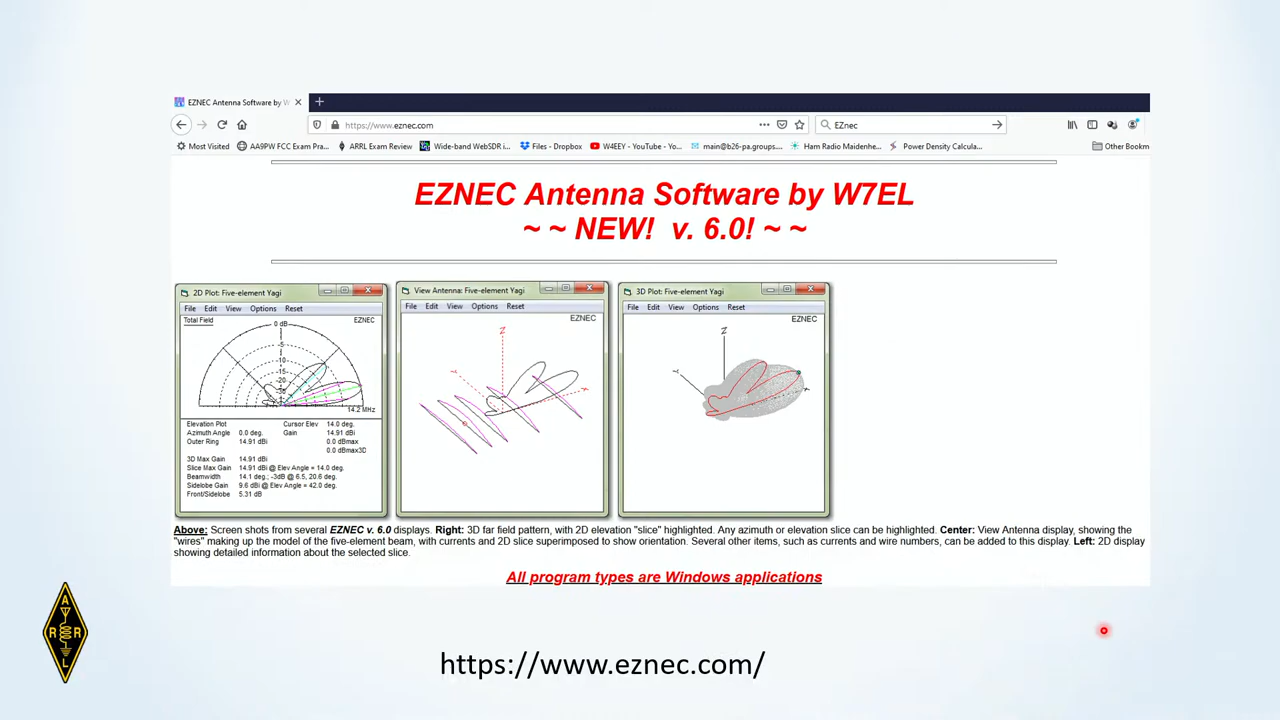 EZNEC Antenna Software by W
https://www.eznec.com
EZnec
Most Visited
AA9PW FCC Exam Pra...
ARRL Exam Review
Wide-band WebSDR i...
Files - Dropbox
W4EEY - YouTube - Yo...
main@b26-pa.groups....
Ham Radio Maidenhe...
Power Density Calcula...
Other Bookm
EZNEC Antenna Software by W7EL
~ ~ NEW! v. 6.0! ~ ~
2D Plot: Five-element Yagi
File Edit View Options Reset
Total Field
0 dB
EZNEC
-5
-10
-15
-20
-30
14.2 MHz
Elevation Plot
Azimuth Angle 0.0 deg.
Outer Ring 14.91 dBi
Cursor Elev 14.0 deg.
Gain 14.91 dBi
0.0 dBmax
0.0 dBmax3D
3D Max Gain 14.91 dBi
Slice Max Gain 14.91 dBi @ Elev Angle = 14.0 deg.
Beamwidth 14.1 deg.; -3dB @ 6.5, 20.6 deg.
Sidelobe Gain 9.6 dBi @ Elev Angle = 42.0 deg.
Front/Sidelobe 5.31 dB
View Antenna: Five-element Yagi
File Edit View Options Reset
EZNEC
Z
Y
X
3D Plot: Five-element Yagi
File Edit View Options Reset
EZNEC
Z
Y
X
Above: Screen shots from several EZNEC v. 6.0 displays. Right: 3D far field pattern, with 2D elevation "slice" highlighted. Any azimuth or elevation slice can be highlighted. Center: View Antenna display, showing the
"wires" making up the model of the five-element beam, with currents and 2D slice superimposed to show orientation. Several other items, such as currents and wire numbers, can be added to this display. Left: 2D display
showing detailed information about the selected slice.
All program types are Windows applications
A
R R
L
https://www.eznec.com/